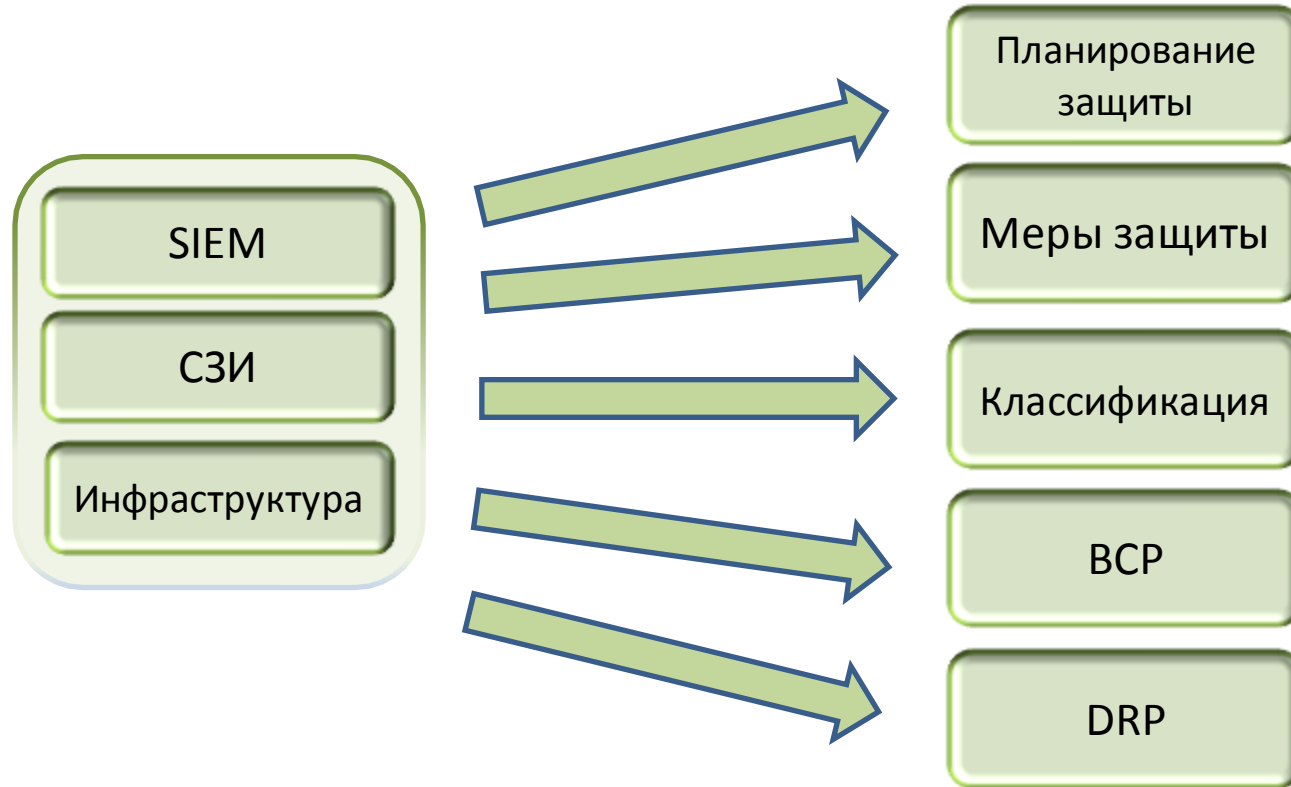 SIEM
СЗИ
Инфраструктура
Планирование
защиты
Меры защиты
Классификация
BCP
DRP